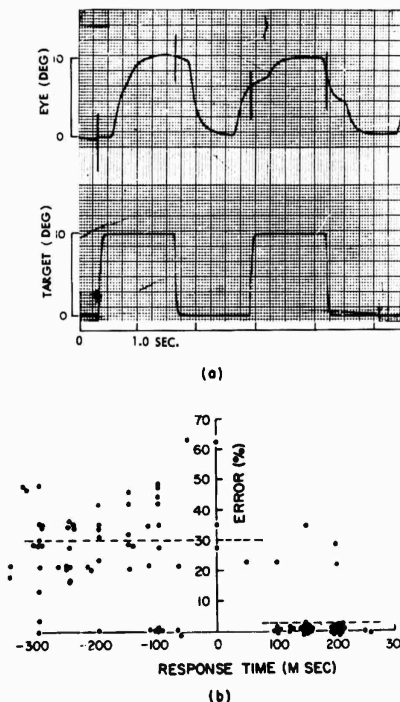 EYE (DEG)
10
0
TARGET (DEG)
10
0
0 1.0 SEC.
(a)
70
60
50
40
30
20
10
ERROR (%)
-300 -200 -100 0 100 200 300
RESPONSE TIME (M SEC)
(b)